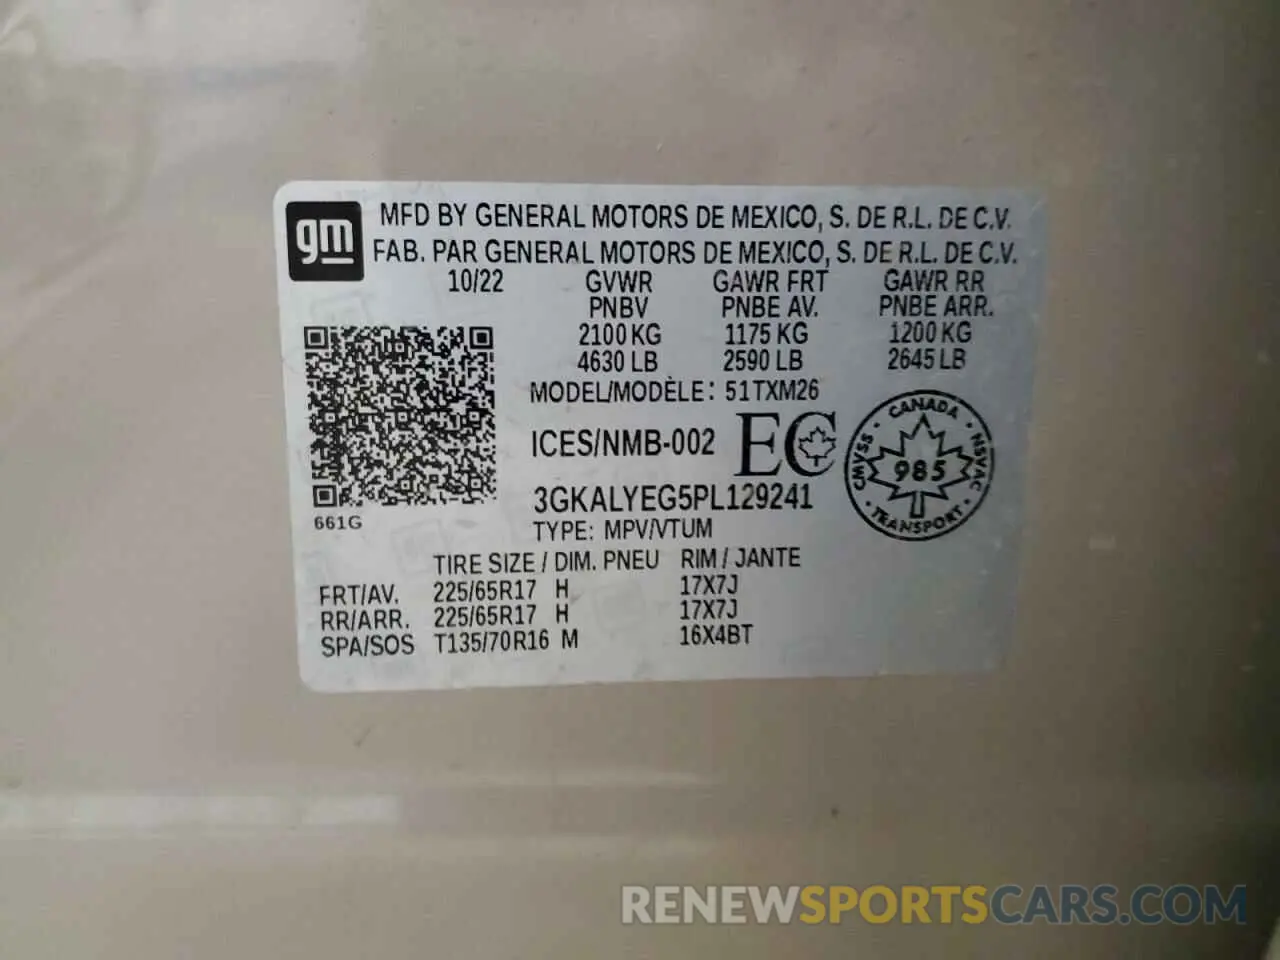 gm
MFD BY GENERAL MOTORS DE MEXICO, S. DE R.L. DE C.V.
FAB. PAR GENERAL MOTORS DE MEXICO, S. DE R.L. DE C.V.
10/22 GVWR GAWR FRT GAWR RR
PNBV PNBE AV. PNBE ARR.
2100 KG 1175 KG 1200 KG
4630 LB 2590 LB 2645 LB
MODEL/MODÈLE: 51TXM26
ICES/NMB-002 EC
CANADA
CMVSS 985 NSVAC
TRANSPORT
3GKALYEG5PL129241
661G
TYPE: MPV/VTUM
TIRE SIZE / DIM. PNEU RIM / JANTE
FRT/AV. 225/65R17 H 17X7J
RR/ARR. 225/65R17 H 17X7J
SPA/SOS T135/70R16 M 16X4BT
RENEWSPORTSCARS.COM